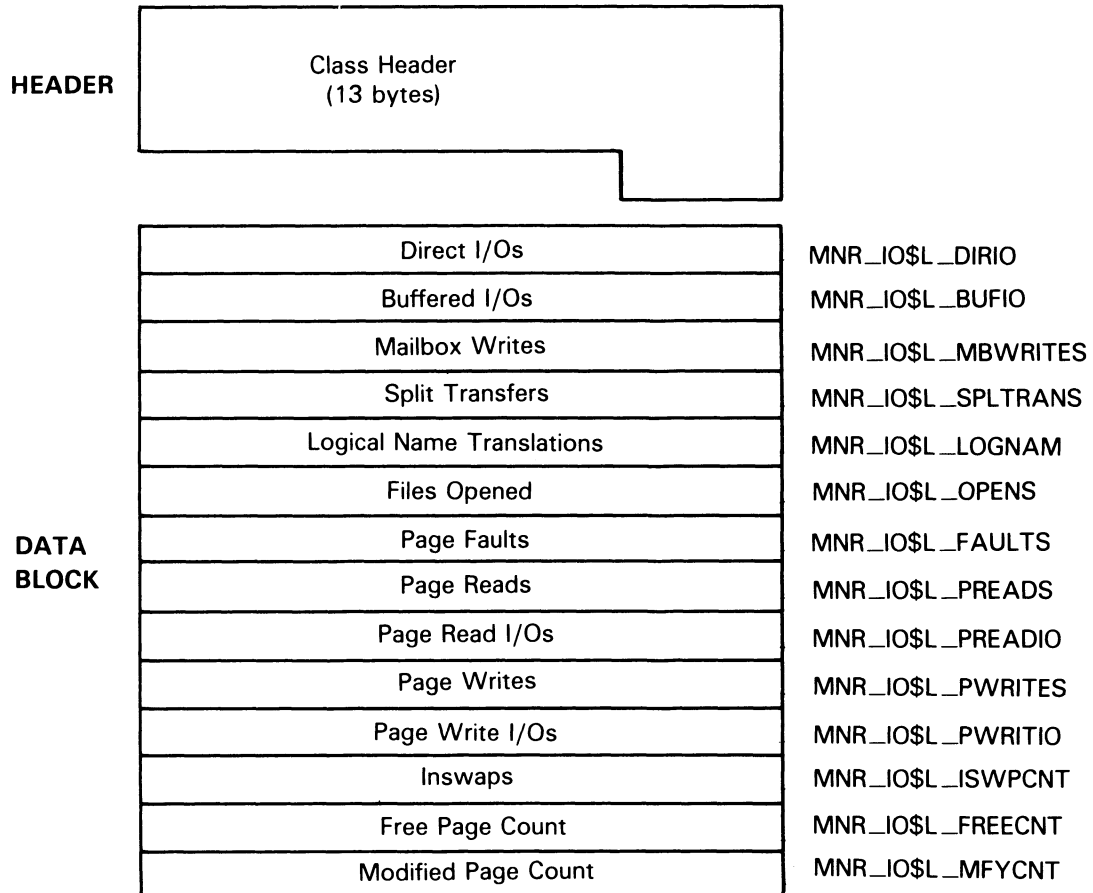 HEADER
Class Header
(13 bytes)
DATA
BLOCK
Direct I/Os MNR_IO$L_DIRIO
Buffered I/Os MNR_IO$L_BUFIO
Mailbox Writes MNR_IO$L_MBWRITES
Split Transfers MNR_IO$L_SPLTRANS
Logical Name Translations MNR_IO$L_LOGNAM
Files Opened MNR_IO$L_OPENS
Page Faults MNR_IO$L_FAULTS
Page Reads MNR_IO$L_PREADS
Page Read I/Os MNR_IO$L_PREADIO
Page Writes MNR_IO$L_PWRITES
Page Write I/Os MNR_IO$L_PWRITIO
Inswaps MNR_IO$L_ISWPCNT
Free Page Count MNR_IO$L_FREECNT
Modified Page Count MNR_IO$L_MFYCNT